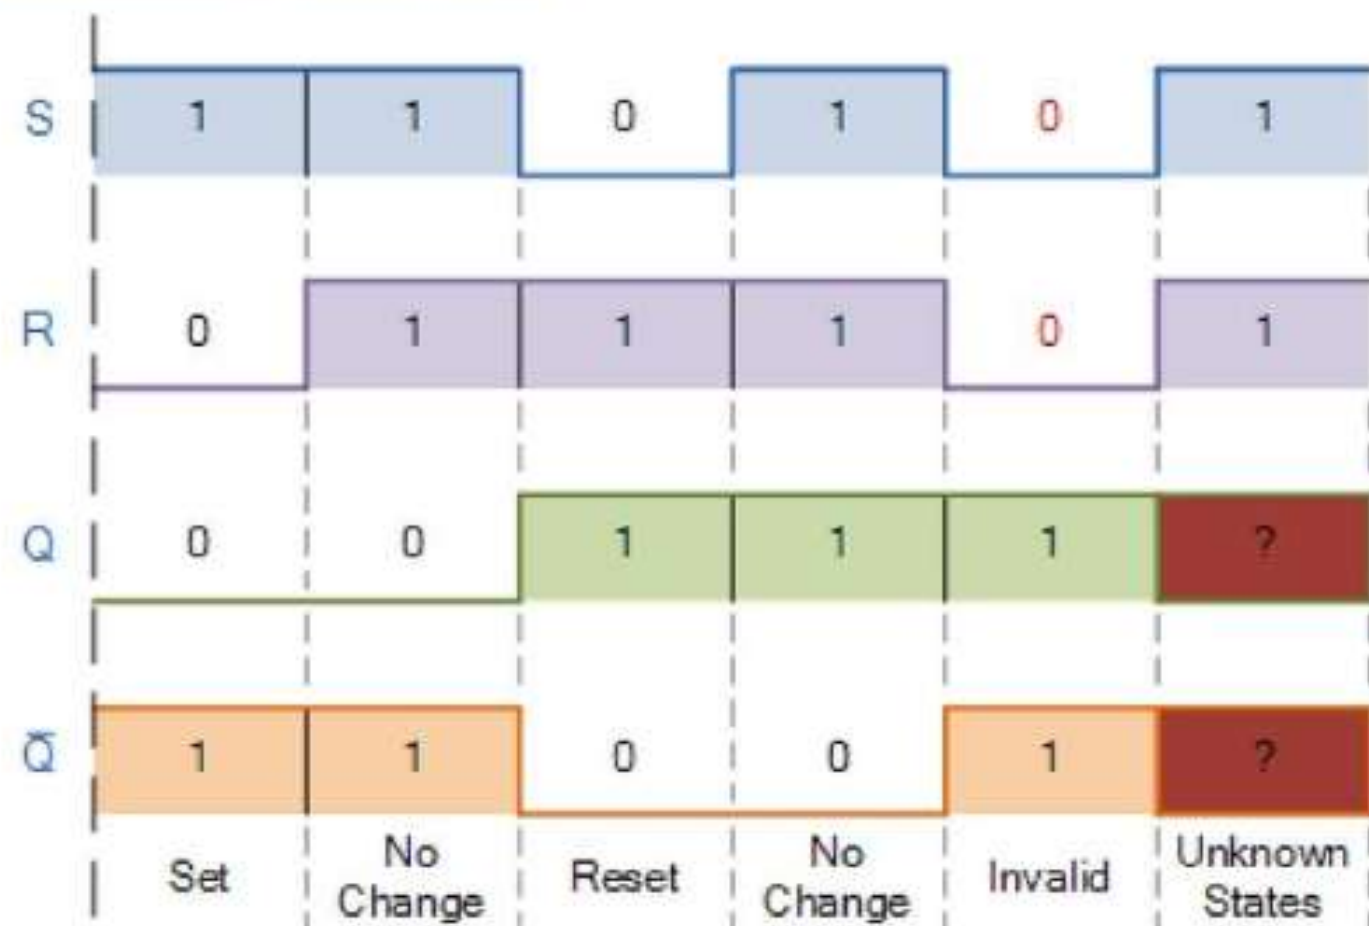 S 1 1 0 1 0 1
R 0 1 1 1 0 1
Q 0 0 1 1 1 ?
Q̅ 1 1 0 0 1 ?
Set No Change Reset No Change Invalid Unknown States